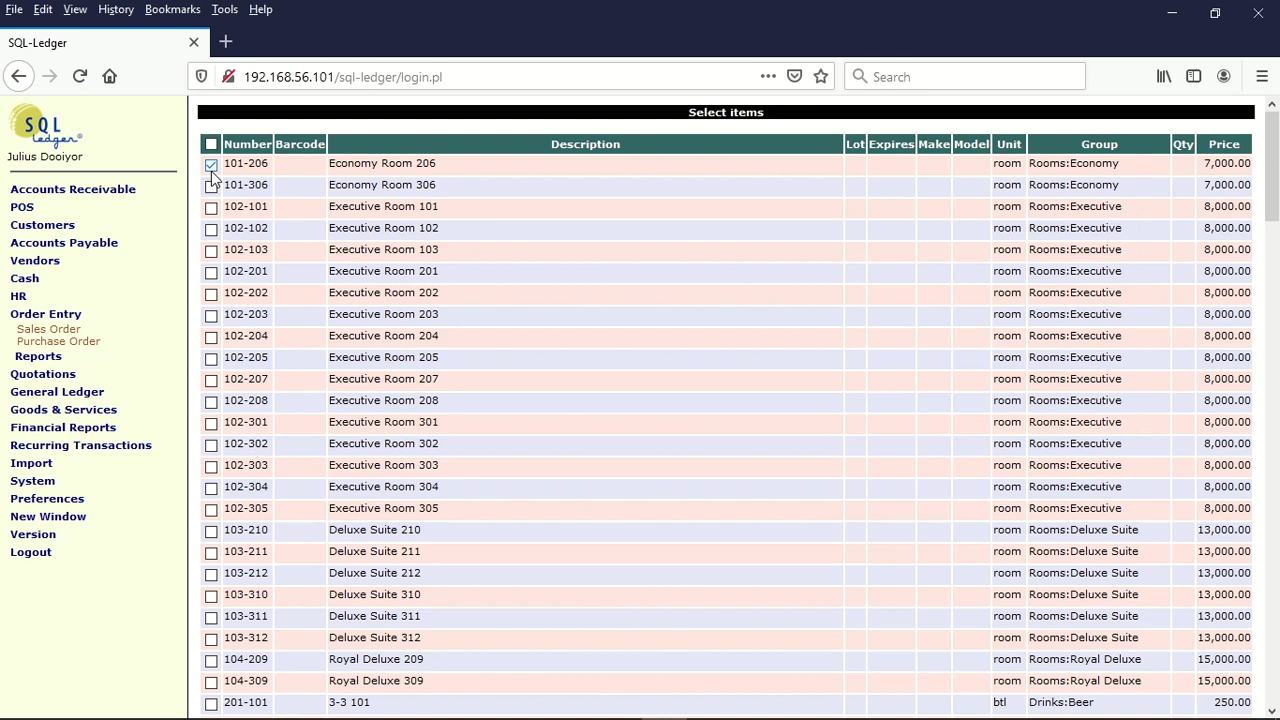 File Edit View History Bookmarks Tools Help
SQL-Ledger
192.168.56.101/sql-ledger/login.pl
Search
SQL
Ledger
Julius Dooiyor
Accounts Receivable
POS
Customers
Accounts Payable
Vendors
Cash
HR
Order Entry
Sales Order
Purchase Order
Reports
Quotations
General Ledger
Goods & Services
Financial Reports
Recurring Transactions
Import
System
Preferences
New Window
Version
Logout
Select items
Number Barcode Description Lot Expires Make Model Unit Group Qty Price
101-206 Economy Room 206 room Rooms:Economy 7,000.00
101-306 Economy Room 306 room Rooms:Economy 7,000.00
102-101 Executive Room 101 room Rooms:Executive 8,000.00
102-102 Executive Room 102 room Rooms:Executive 8,000.00
102-103 Executive Room 103 room Rooms:Executive 8,000.00
102-201 Executive Room 201 room Rooms:Executive 8,000.00
102-202 Executive Room 202 room Rooms:Executive 8,000.00
102-203 Executive Room 203 room Rooms:Executive 8,000.00
102-204 Executive Room 204 room Rooms:Executive 8,000.00
102-205 Executive Room 205 room Rooms:Executive 8,000.00
102-207 Executive Room 207 room Rooms:Executive 8,000.00
102-208 Executive Room 208 room Rooms:Executive 8,000.00
102-301 Executive Room 301 room Rooms:Executive 8,000.00
102-302 Executive Room 302 room Rooms:Executive 8,000.00
102-303 Executive Room 303 room Rooms:Executive 8,000.00
102-304 Executive Room 304 room Rooms:Executive 8,000.00
102-305 Executive Room 305 room Rooms:Executive 8,000.00
103-210 Deluxe Suite 210 room Rooms:Deluxe Suite 13,000.00
103-211 Deluxe Suite 211 room Rooms:Deluxe Suite 13,000.00
103-212 Deluxe Suite 212 room Rooms:Deluxe Suite 13,000.00
103-310 Deluxe Suite 310 room Rooms:Deluxe Suite 13,000.00
103-311 Deluxe Suite 311 room Rooms:Deluxe Suite 13,000.00
103-312 Deluxe Suite 312 room Rooms:Deluxe Suite 13,000.00
104-209 Royal Deluxe 209 room Rooms:Royal Deluxe 15,000.00
104-309 Royal Deluxe 309 room Rooms:Royal Deluxe 15,000.00
201-101 3-3 101 btl Drinks:Beer 250.00